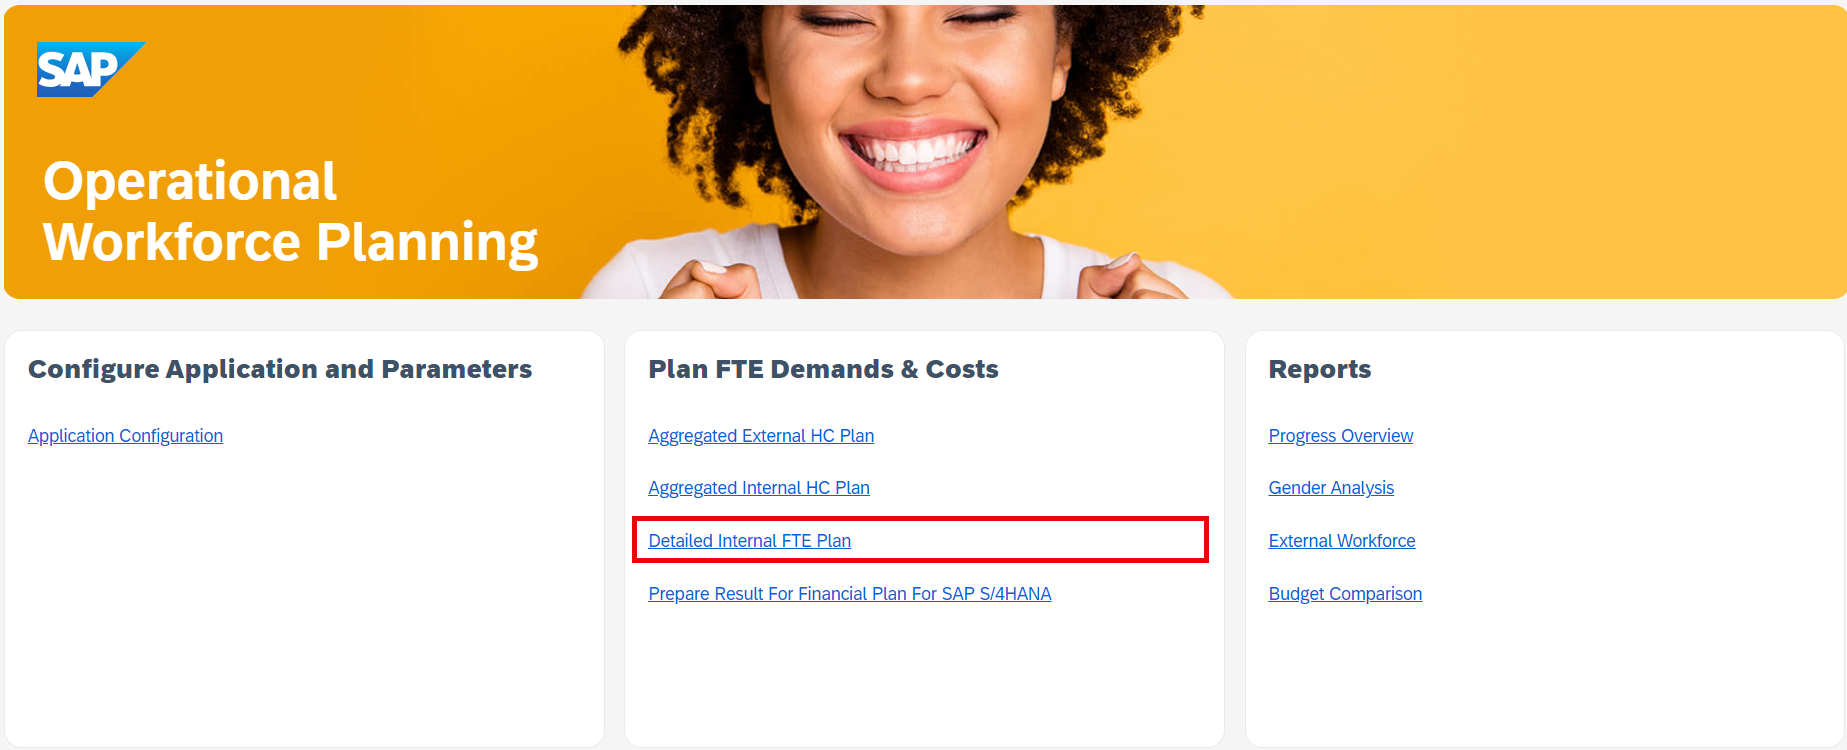 SAP
Operational
Workforce Planning
Configure Application and Parameters
Application Configuration
Plan FTE Demands & Costs
Aggregated External HC Plan
Aggregated Internal HC Plan
Detailed Internal FTE Plan
Prepare Result For Financial Plan For SAP S/4HANA
Reports
Progress Overview
Gender Analysis
External Workforce
Budget Comparison